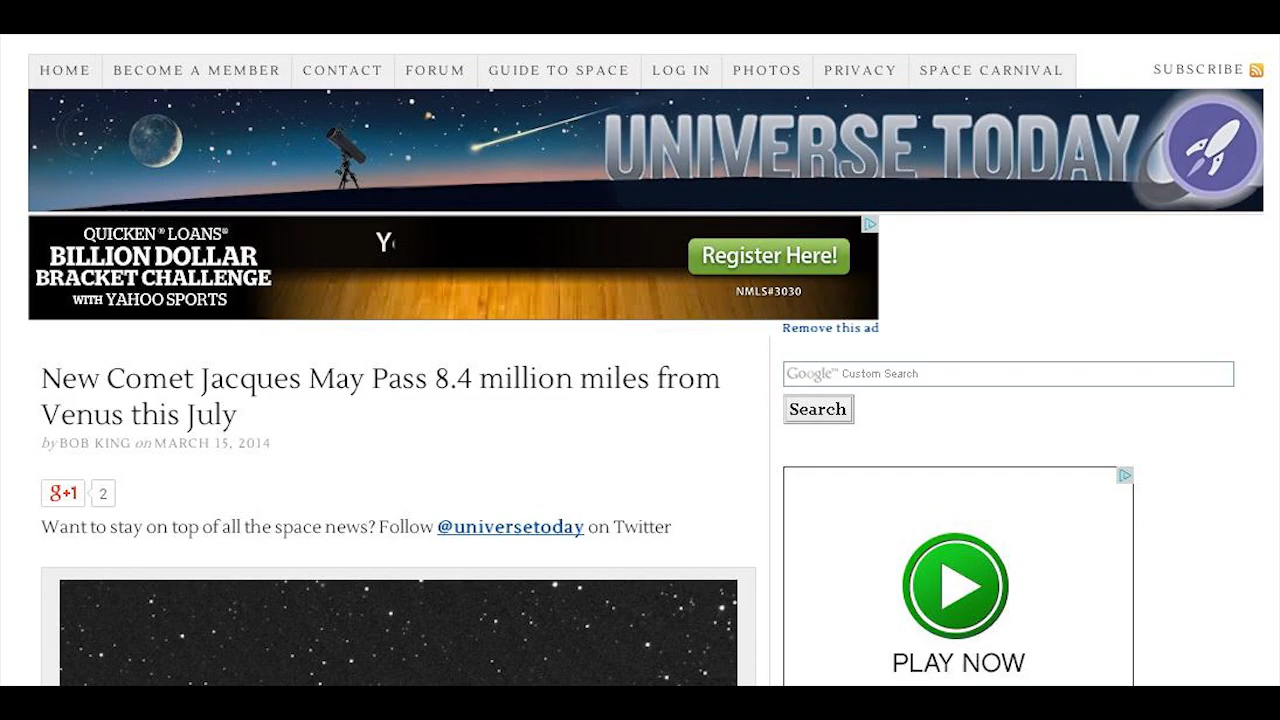 HOME BECOME A MEMBER CONTACT FORUM GUIDE TO SPACE LOG IN PHOTOS PRIVACY SPACE CARNIVAL SUBSCRIBE
UNIVERSE TODAY
QUICKEN LOANS®
BILLION DOLLAR
BRACKET CHALLENGE
WITH YAHOO SPORTS
Register Here!
NMLS#3030
Remove this ad
New Comet Jacques May Pass 8.4 million miles from
Venus this July
by BOB KING on MARCH 15, 2014
g+1 2
Want to stay on top of all the space news? Follow @universetoday on Twitter
Google™ Custom Search
Search
PLAY NOW